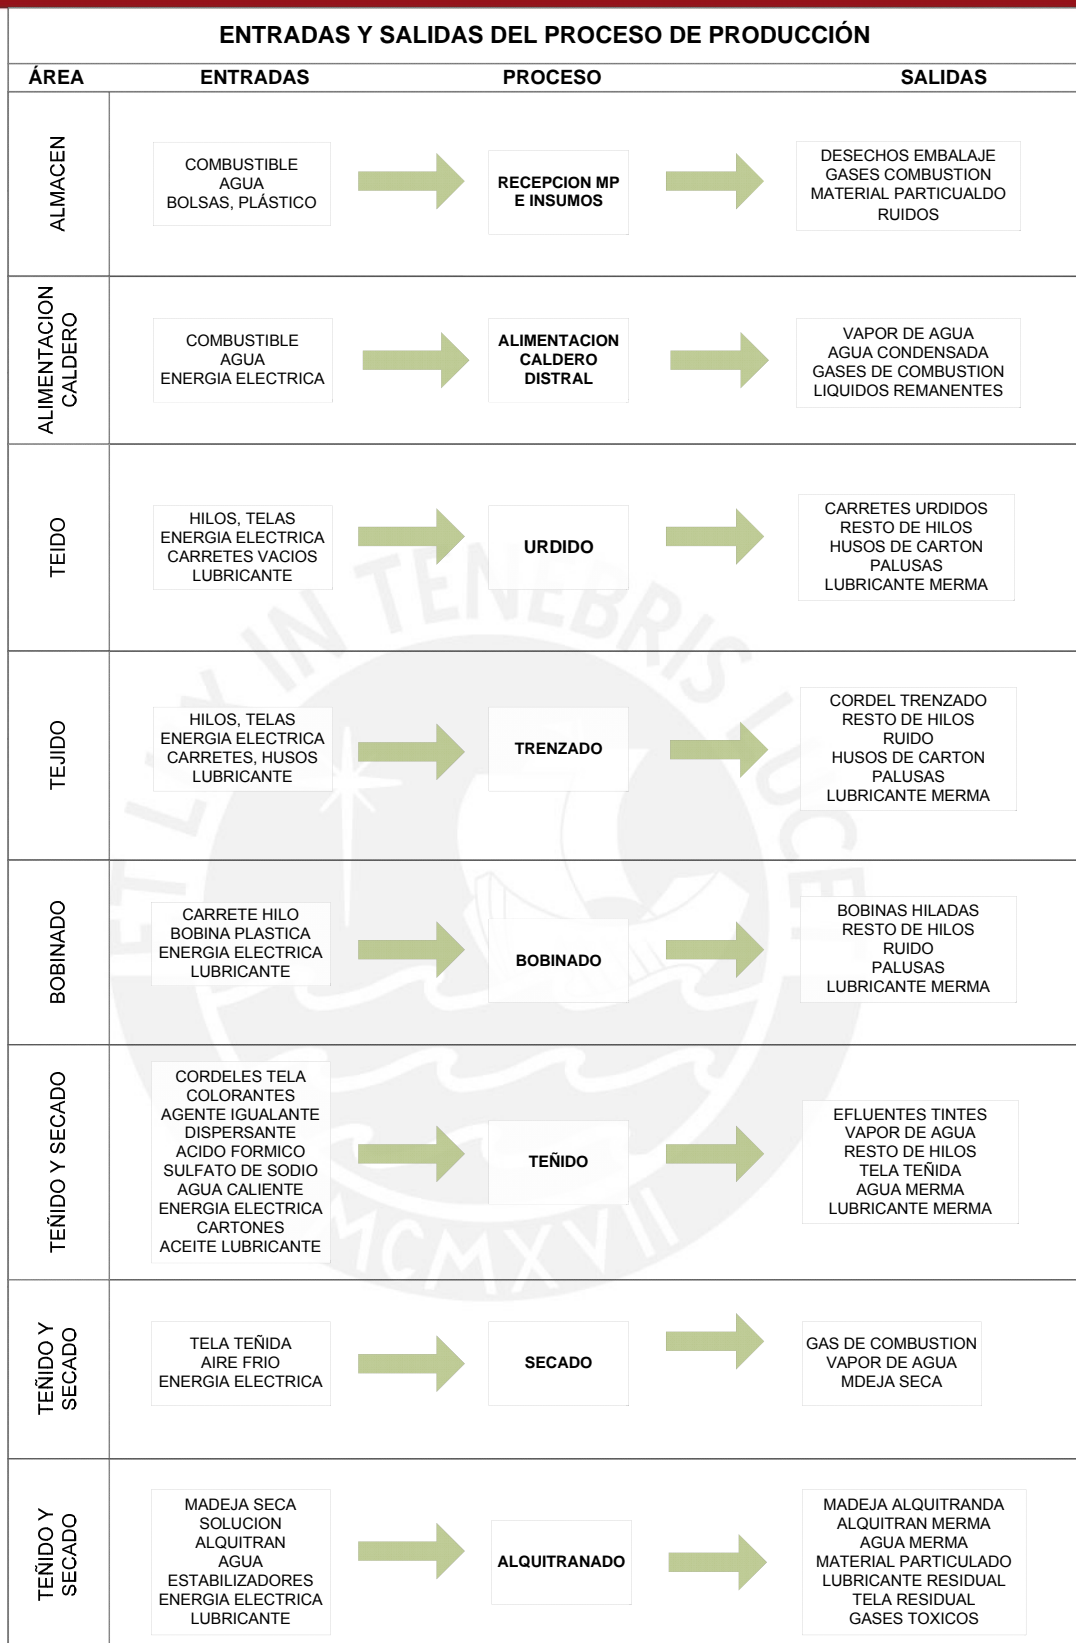 ENTRADAS Y SALIDAS DEL PROCESO DE PRODUCCIÓN
ÁREA ENTRADAS PROCESO SALIDAS
ALMACEN
COMBUSTIBLE
AGUA
BOLSAS, PLÁSTICO
RECEPCION MP
E INSUMOS
DESECHOS EMBALAJE
GASES COMBUSTION
MATERIAL PARTICUALDO
RUIDOS
ALIMENTACION
CALDERO
COMBUSTIBLE
AGUA
ENERGIA ELECTRICA
ALIMENTACION
CALDERO
DISTRAL
VAPOR DE AGUA
AGUA CONDENSADA
GASES DE COMBUSTION
LIQUIDOS REMANENTES
TEIDO
HILOS, TELAS
ENERGIA ELECTRICA
CARRETES VACIOS
LUBRICANTE
URDIDO
CARRETES URDIDOS
RESTO DE HILOS
HUSOS DE CARTON
PALUSAS
LUBRICANTE MERMA
TEJIDO
HILOS, TELAS
ENERGIA ELECTRICA
CARRETES, HUSOS
LUBRICANTE
TRENZADO
CORDEL TRENZADO
RESTO DE HILOS
RUIDO
HUSOS DE CARTON
PALUSAS
LUBRICANTE MERMA
BOBINADO
CARRETE HILO
BOBINA PLASTICA
ENERGIA ELECTRICA
LUBRICANTE
BOBINADO
BOBINAS HILADAS
RESTO DE HILOS
RUIDO
PALUSAS
LUBRICANTE MERMA
TEÑIDO Y SECADO
CORDELES TELA
COLORANTES
AGENTE IGUALANTE
DISPERSANTE
ACIDO FORMICO
SULFATO DE SODIO
AGUA CALIENTE
ENERGIA ELECTRICA
CARTONES
ACEITE LUBRICANTE
TEÑIDO
EFLUENTES TINTES
VAPOR DE AGUA
RESTO DE HILOS
TELA TEÑIDA
AGUA MERMA
LUBRICANTE MERMA
TEÑIDO Y
SECADO
TELA TEÑIDA
AIRE FRIO
ENERGIA ELECTRICA
SECADO
GAS DE COMBUSTION
VAPOR DE AGUA
MDEJA SECA
TEÑIDO Y
SECADO
MADEJA SECA
SOLUCION
ALQUITRAN
AGUA
ESTABILIZADORES
ENERGIA ELECTRICA
LUBRICANTE
ALQUITRANADO
MADEJA ALQUITRANDA
ALQUITRAN MERMA
AGUA MERMA
MATERIAL PARTICULADO
LUBRICANTE RESIDUAL
TELA RESIDUAL
GASES TOXICOS
ET LUX IN TENEBRIS LUCET
MCMXVII